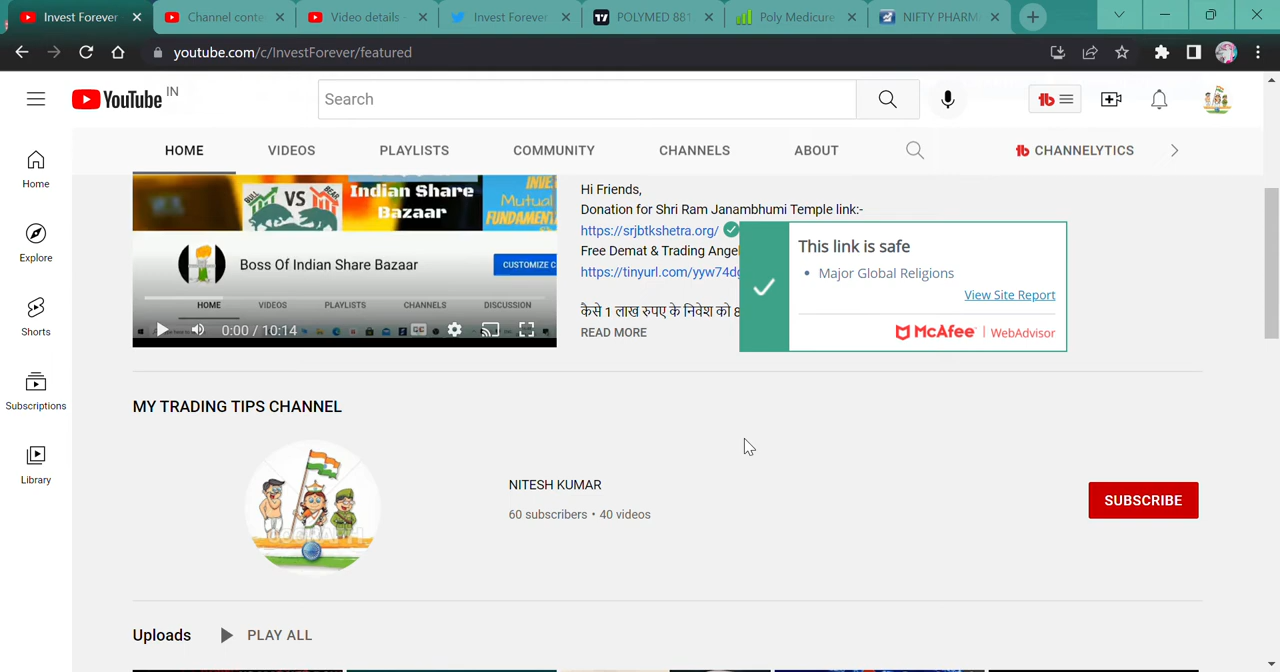 Invest Forever
Channel conte
Video details
Invest Forever
POLYMED 881
Poly Medicure
NIFTY PHARM
youtube.com/c/InvestForever/featured
YouTube IN
Search
HOME
VIDEOS
PLAYLISTS
COMMUNITY
CHANNELS
ABOUT
CHANNELYTICS
Home
Explore
Shorts
Subscriptions
Library
VS
Indian Share
Bazaar
Mutual
Boss Of Indian Share Bazaar
CUSTOMIZE C
HOME
VIDEOS
PLAYLISTS
CHANNELS
DISCUSSION
0:00 / 10:14
Hi Friends,
Donation for Shri Ram Janambhumi Temple link:-
https://srjbtkshetra.org/
Free Demat & Trading Angel
https://tinyurl.com/yyw74dg
कैसे 1 लाख रुपए के निवेश को 8
READ MORE
This link is safe
• Major Global Religions
View Site Report
McAfee | WebAdvisor
MY TRADING TIPS CHANNEL
NITESH KUMAR
60 subscribers • 40 videos
SUBSCRIBE
Uploads
PLAY ALL